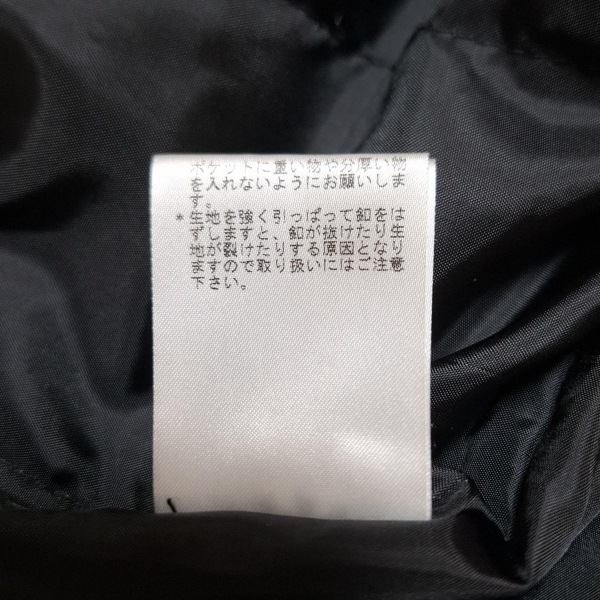 ポケットに重い物や分厚い物
を入れないようにお願いしま
す。
*生地を強く引っぱって釦をは
ずしますと、釦が抜けたり生
地が裂けたりする原因となり
ますので取り扱いにはご注意
下さい。